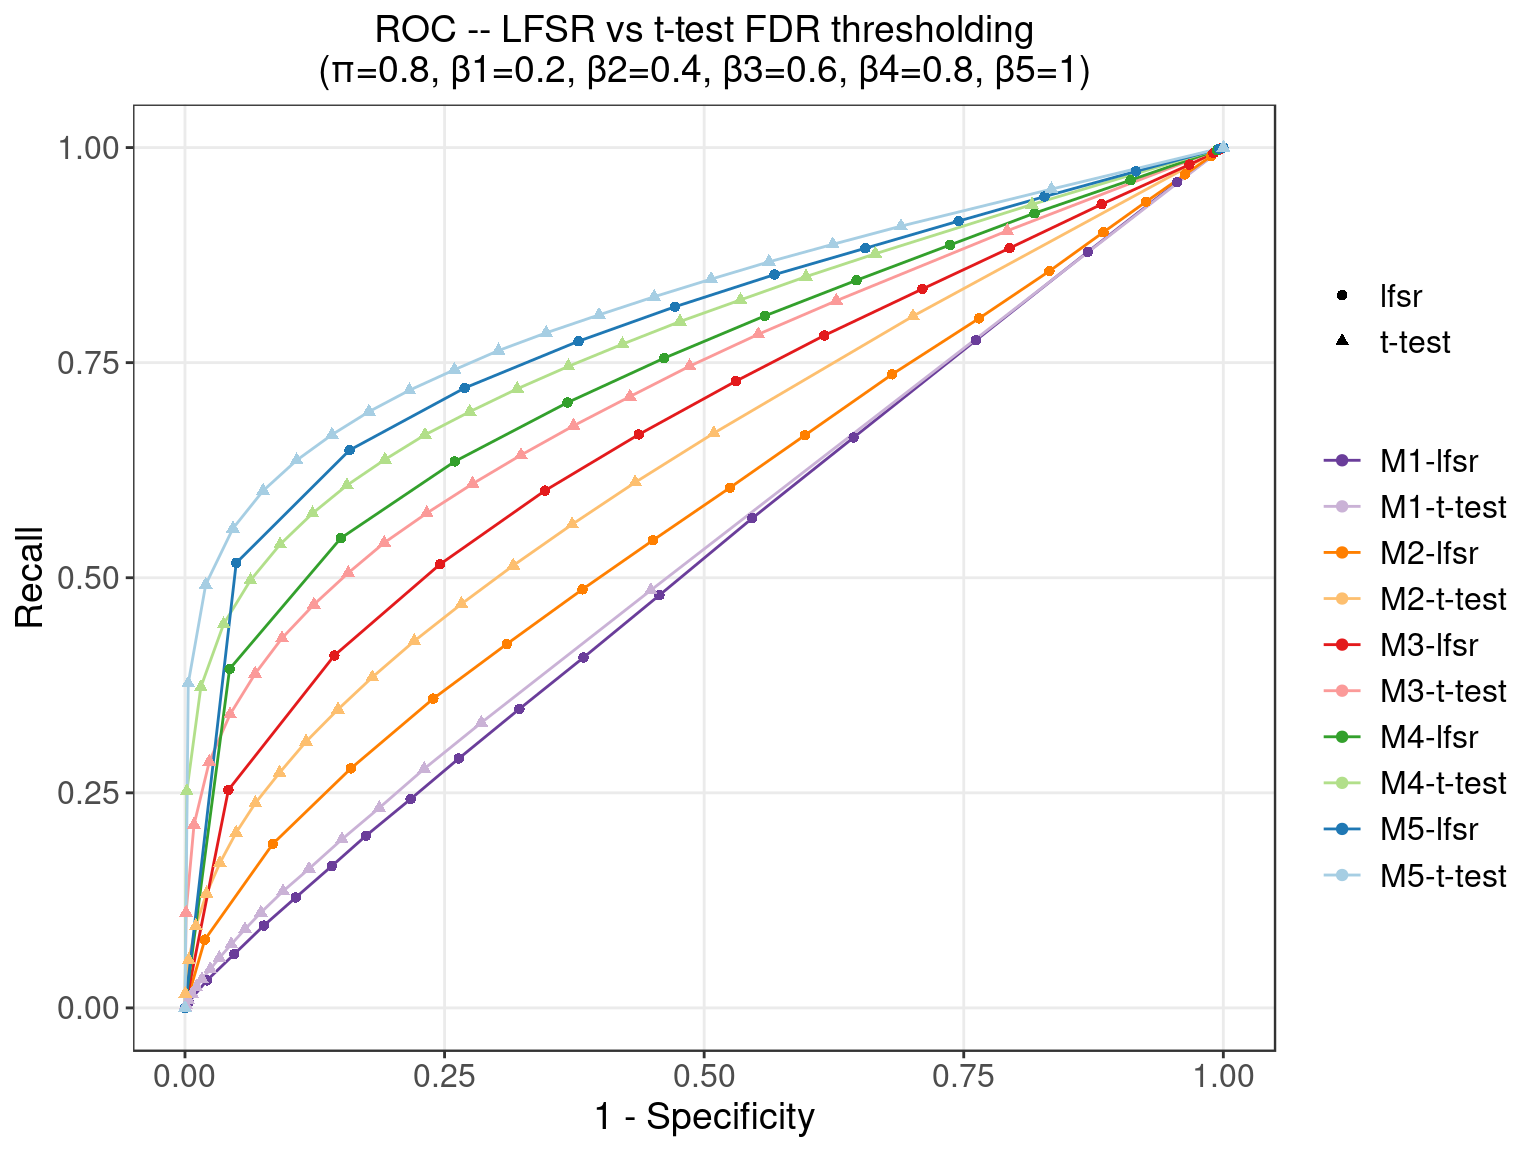 ROC -- LFSR vs t-test FDR thresholding
(π=0.8, β1=0.2, β2=0.4, β3=0.6, β4=0.8, β5=1)
1.00
0.75
0.50
0.25
0.00
Recall
0.00 0.25 0.50 0.75 1.00
1 - Specificity
lfsr
t-test
M1-lfsr
M1-t-test
M2-lfsr
M2-t-test
M3-lfsr
M3-t-test
M4-lfsr
M4-t-test
M5-lfsr
M5-t-test